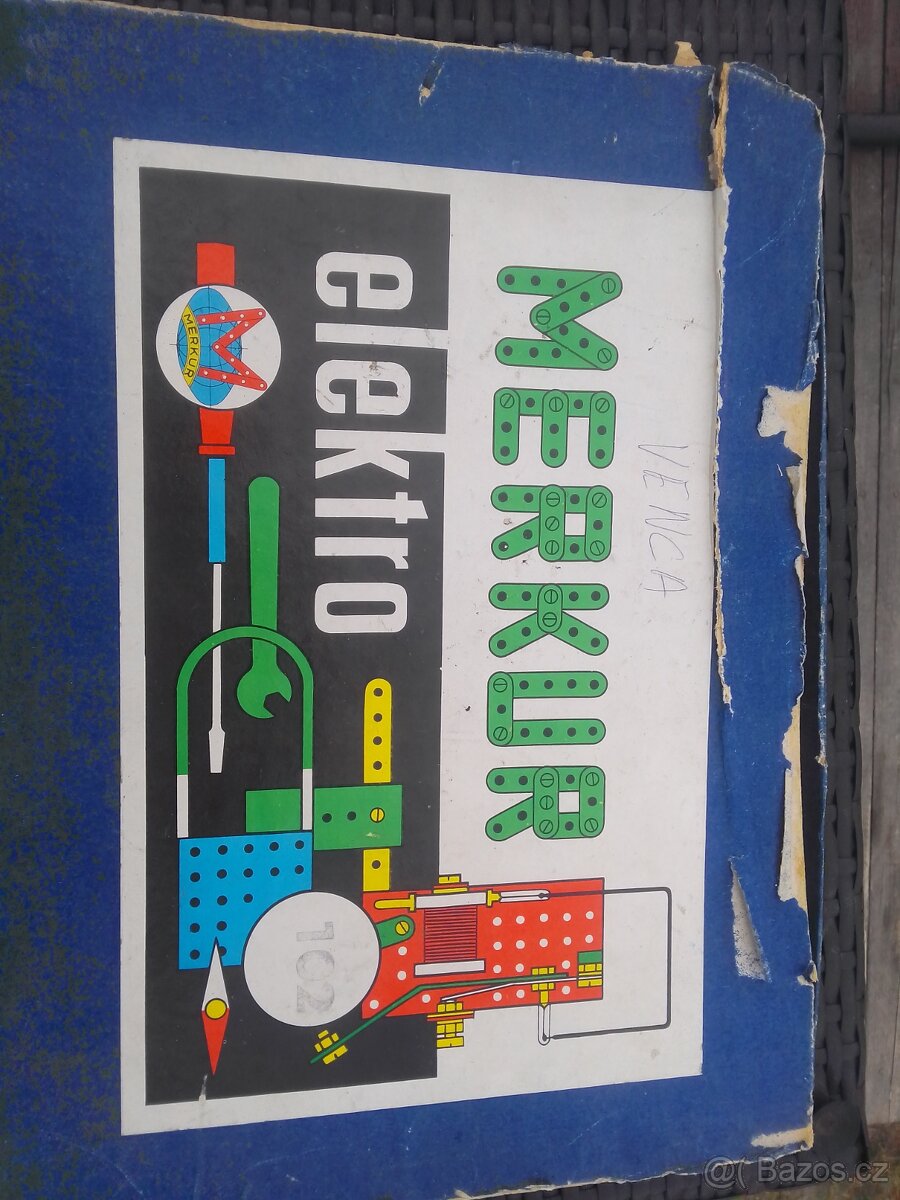 VENCA
MERKUR
elektro
MERKUR
102
@( Bazos.cz